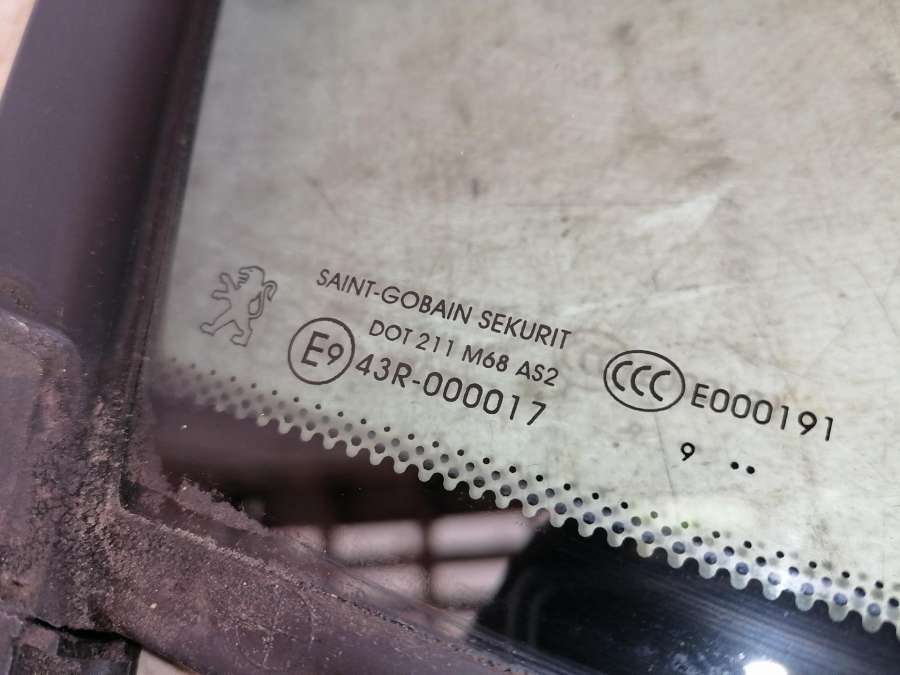 SAINT-GOBAIN SEKURIT
DOT 211 M68 AS2
E9 43R-000017
CCC E000191
9 ..